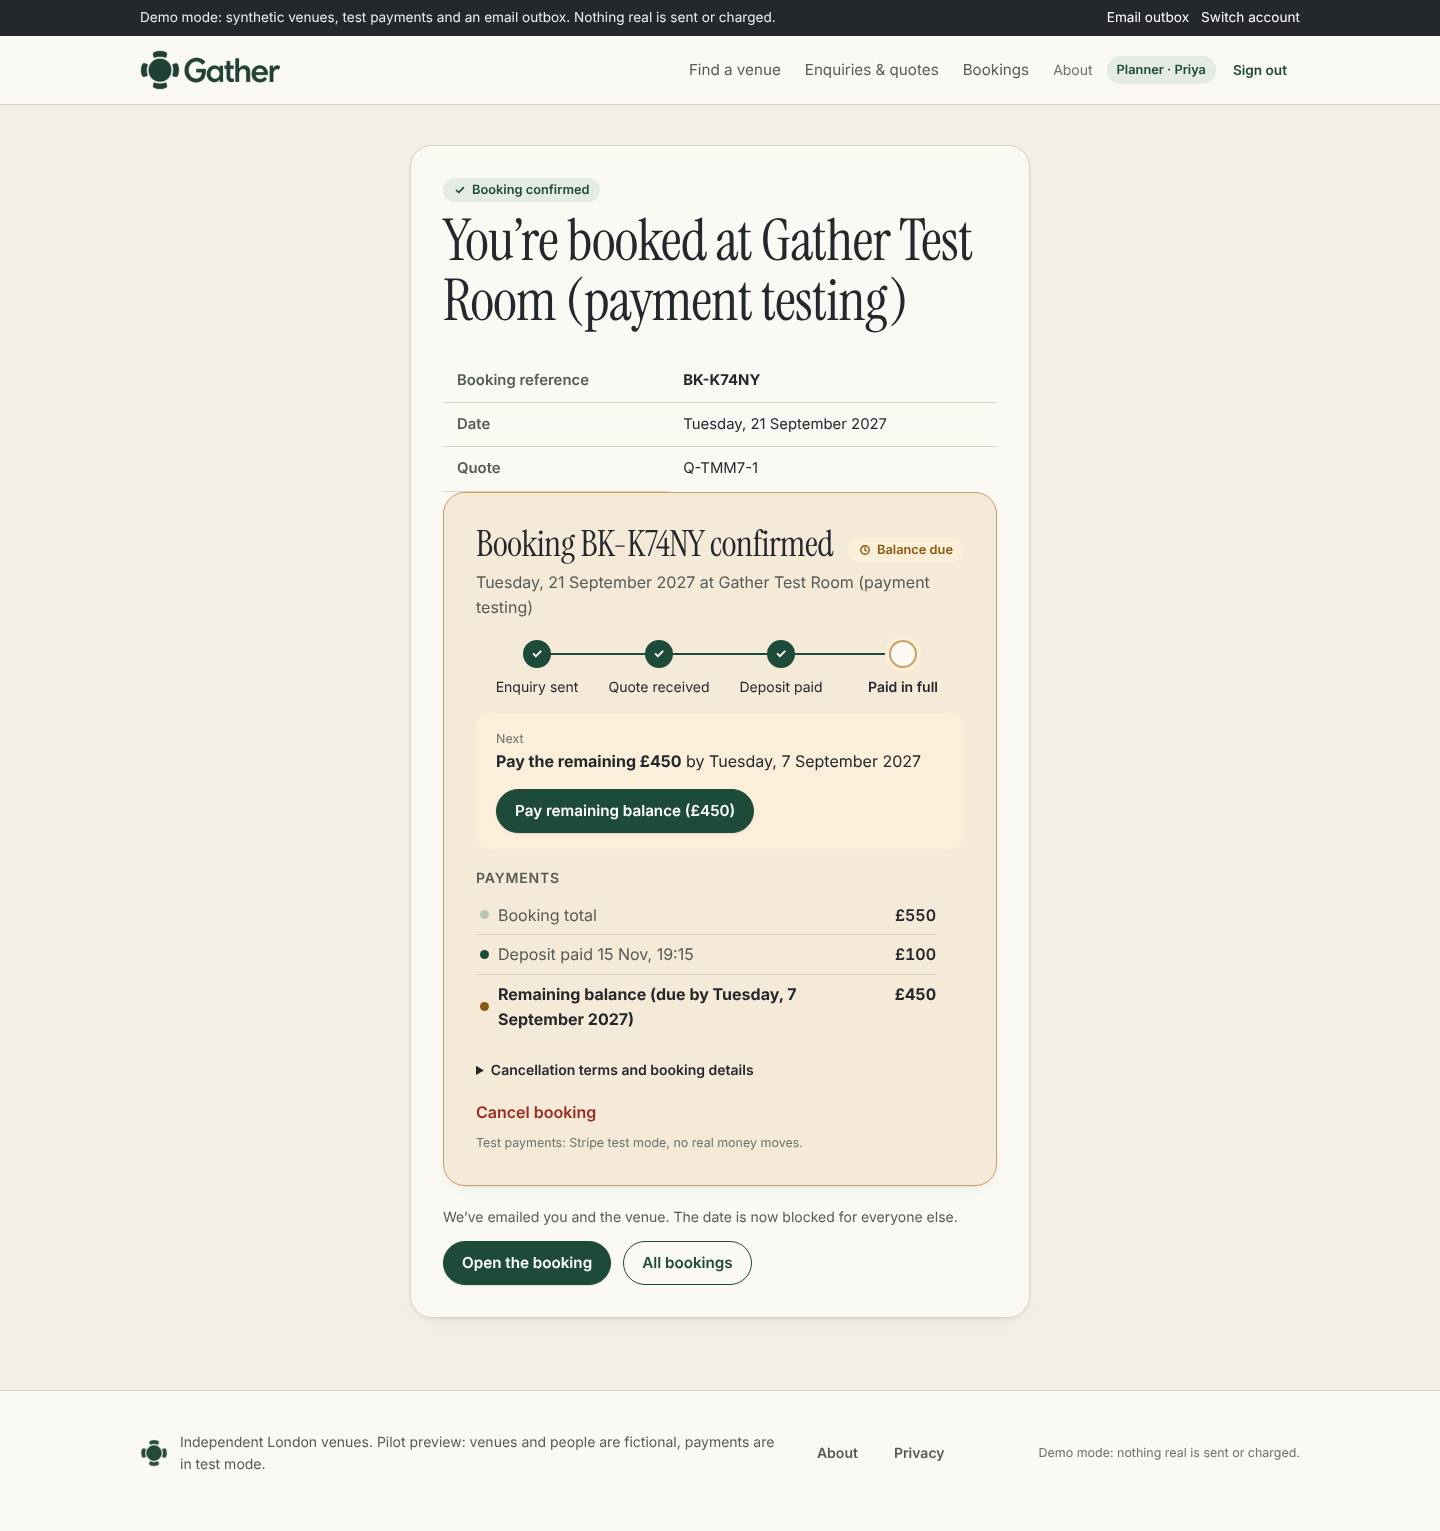 Demo mode: synthetic venues, test payments and an email outbox. Nothing real is sent or charged.
Email outbox Switch account
Gather
Find a venue Enquiries & quotes Bookings About Planner · Priya Sign out
Booking confirmed
You’re booked at Gather Test
Room (payment testing)
Booking reference BK-K74NY
Date Tuesday, 21 September 2027
Quote Q-TMM7-1
Booking BK-K74NY confirmed Balance due
Tuesday, 21 September 2027 at Gather Test Room (payment
testing)
Enquiry sent Quote received Deposit paid Paid in full
Next
Pay the remaining £450 by Tuesday, 7 September 2027
Pay remaining balance (£450)
PAYMENTS
Booking total £550
Deposit paid 15 Nov, 19:15 £100
Remaining balance (due by Tuesday, 7 £450
September 2027)
Cancellation terms and booking details
Cancel booking
Test payments: Stripe test mode, no real money moves.
We’ve emailed you and the venue. The date is now blocked for everyone else.
Open the booking All bookings
Independent London venues. Pilot preview: venues and people are fictional, payments are
in test mode.
About Privacy
Demo mode: nothing real is sent or charged.